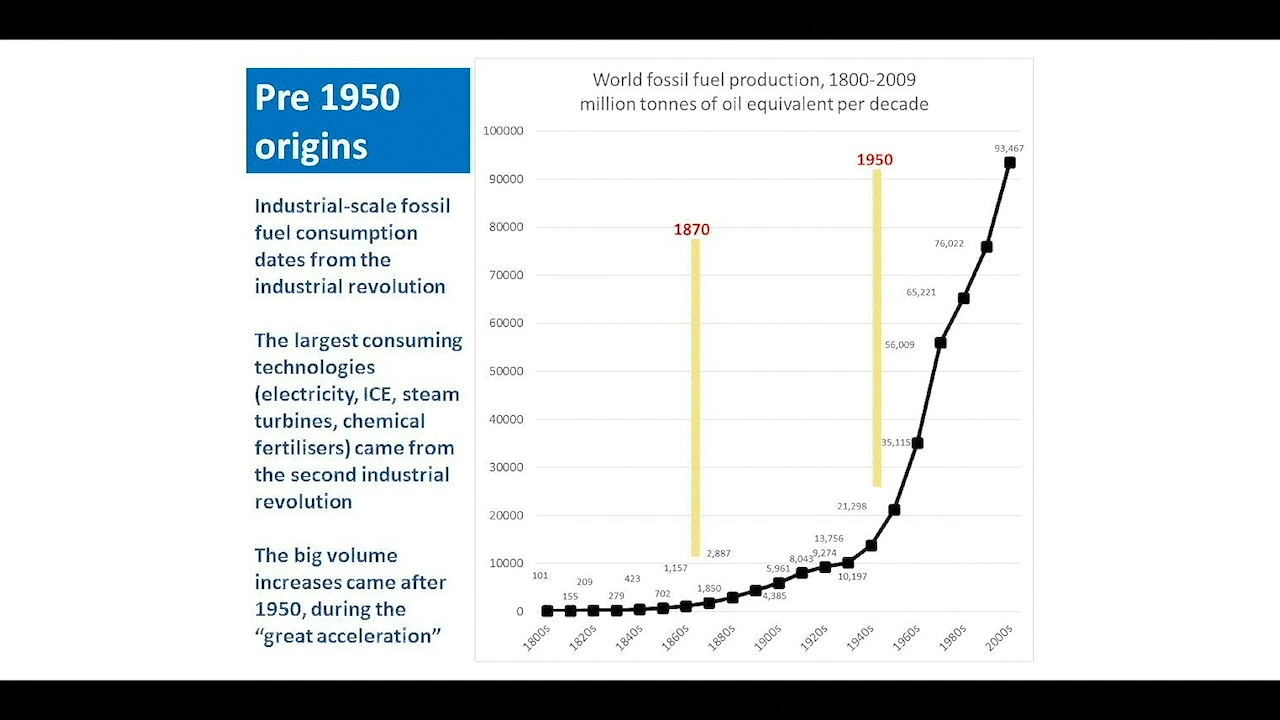 Pre 1950
origins
Industrial-scale fossil
fuel consumption
dates from the
industrial revolution
The largest consuming
technologies
(electricity, ICE, steam
turbines, chemical
fertilisers) came from
the second industrial
revolution
The big volume
increases came after
1950, during the
“great acceleration”
World fossil fuel production, 1800-2009
million tonnes of oil equivalent per decade
100000
90000
80000
70000
60000
50000
40000
30000
20000
10000
0
1870
1950
101
155
209
279
423
702
1,157
1,850
2,887
4,385
5,961
8,043
9,274
10,197
13,756
21,298
35,115
56,009
65,221
76,022
93,467
1800s
1820s
1840s
1860s
1880s
1900s
1920s
1940s
1960s
1980s
2000s